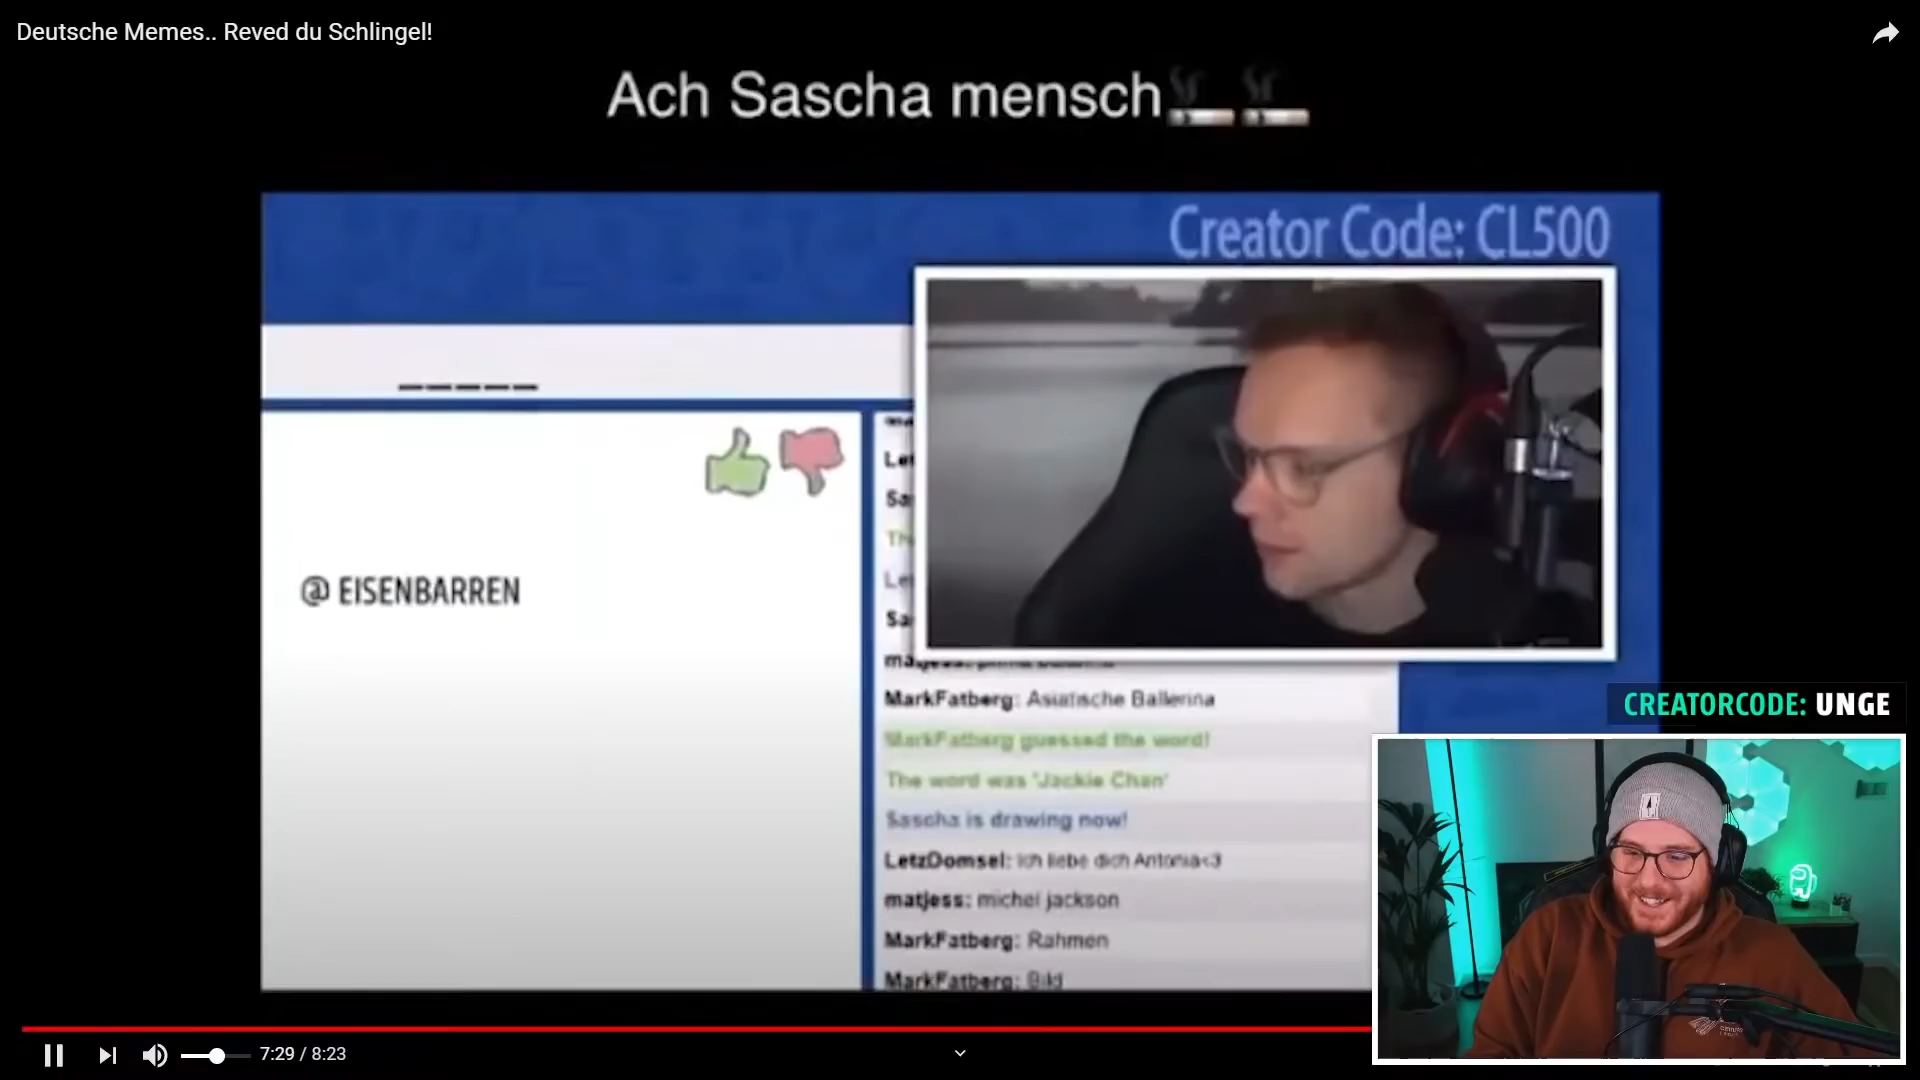 Deutsche Memes.. Reved du Schlingel!
Ach Sascha mensch
Creator Code: CL500
@ EISENBARREN
MarkFatberg: Asiatische Ballerina
MarkFatberg guessed the word!
The word was 'Jackie Chan'
Sascha is drawing now!
LetzDomsel: Ich liebe dich Antonia<3
matjess: michel jackson
MarkFatberg: Rahmen
MarkFatberg: Bild
CREATORCODE: UNGE
7:29 / 8:23